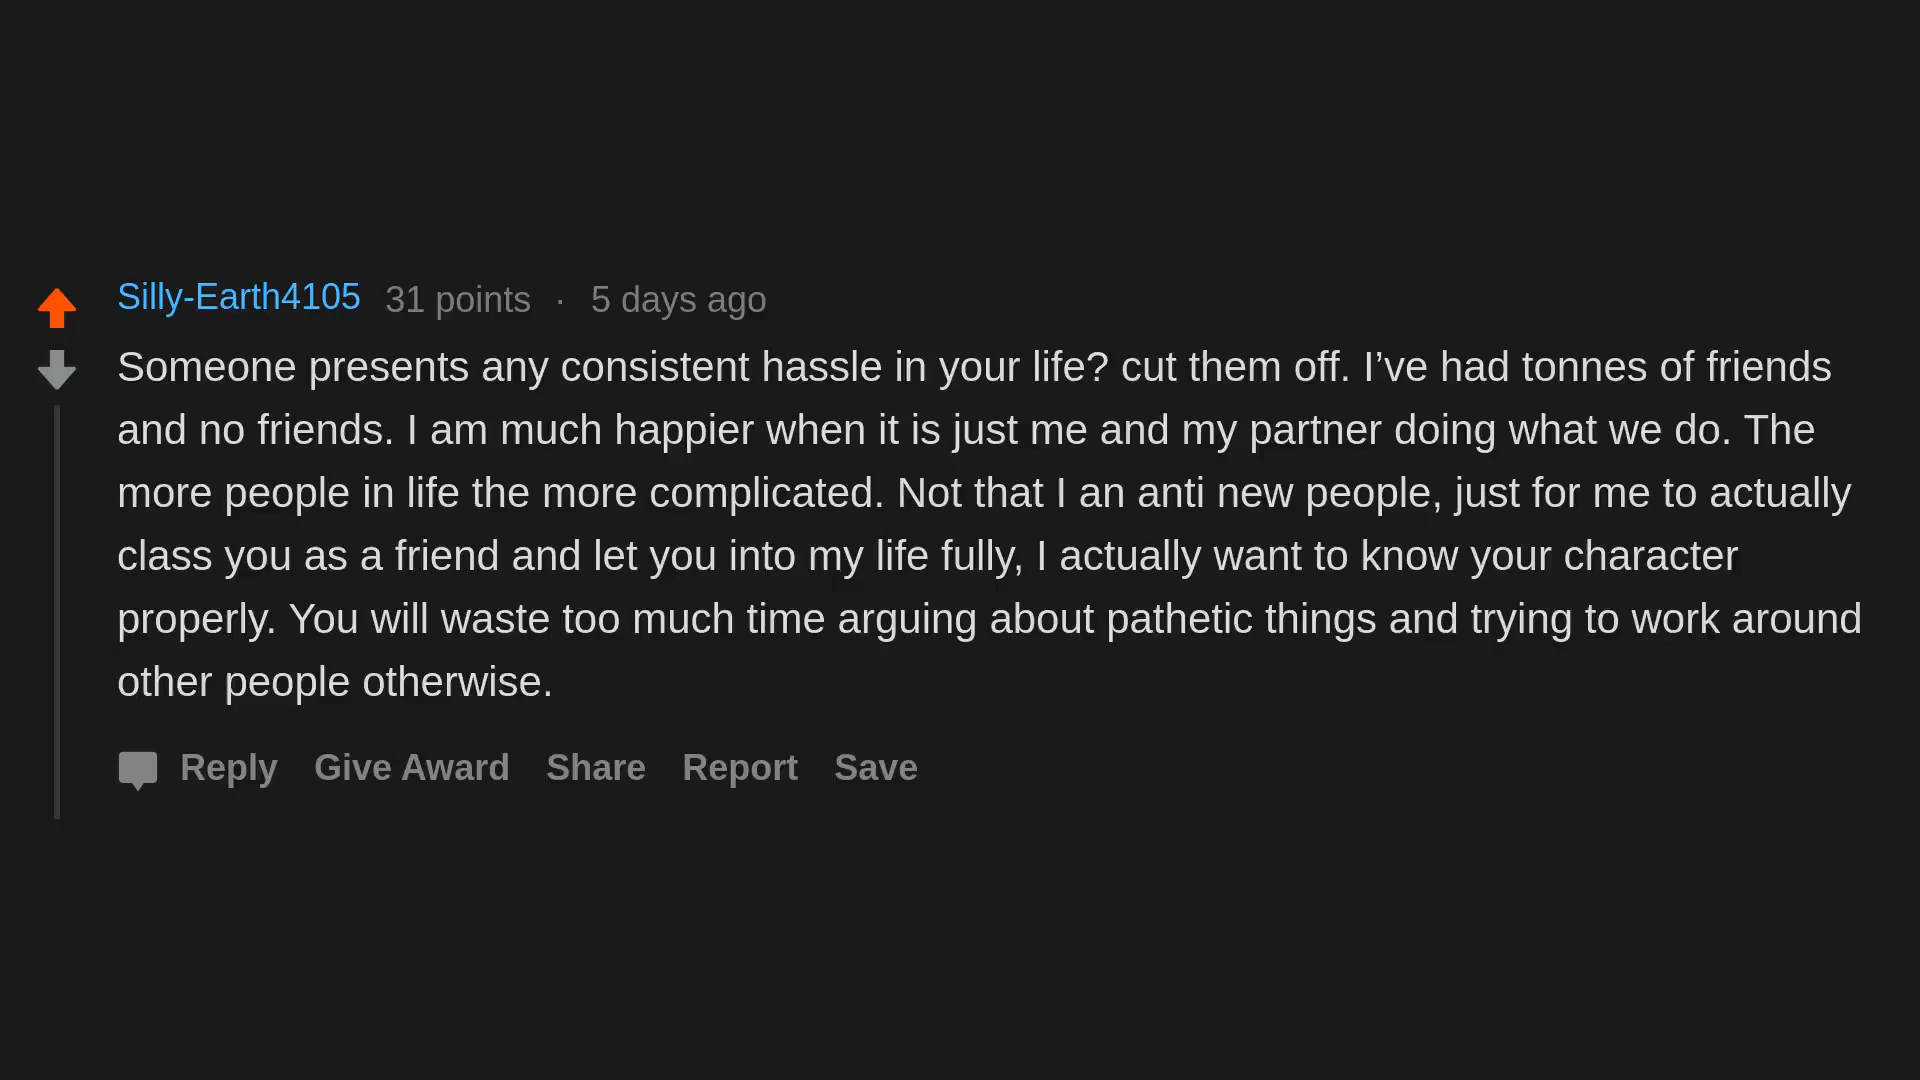 Silly-Earth4105 31 points · 5 days ago
Someone presents any consistent hassle in your life? cut them off. I’ve had tonnes of friends
and no friends. I am much happier when it is just me and my partner doing what we do. The
more people in life the more complicated. Not that I an anti new people, just for me to actually
class you as a friend and let you into my life fully, I actually want to know your character
properly. You will waste too much time arguing about pathetic things and trying to work around
other people otherwise.
Reply Give Award Share Report Save